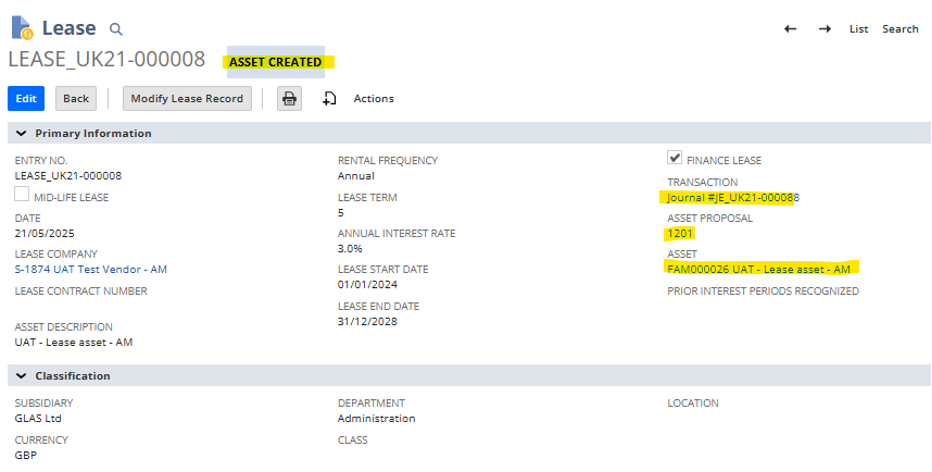 Lease
List Search
LEASE_UK21-000008 ASSET CREATED
Edit Back Modify Lease Record Actions
Primary Information
ENTRY NO.
LEASE_UK21-000008
MID-LIFE LEASE
DATE
21/05/2025
LEASE COMPANY
S-1874 UAT Test Vendor - AM
LEASE CONTRACT NUMBER
ASSET DESCRIPTION
UAT - Lease asset - AM
RENTAL FREQUENCY
Annual
LEASE TERM
5
ANNUAL INTEREST RATE
3.0%
LEASE START DATE
01/01/2024
LEASE END DATE
31/12/2028
FINANCE LEASE
TRANSACTION
Journal #JE_UK21-000088
ASSET PROPOSAL
1201
ASSET
FAM000026 UAT - Lease asset - AM
PRIOR INTEREST PERIODS RECOGNIZED
Classification
SUBSIDIARY
GLAS Ltd
CURRENCY
GBP
DEPARTMENT
Administration
CLASS
LOCATION